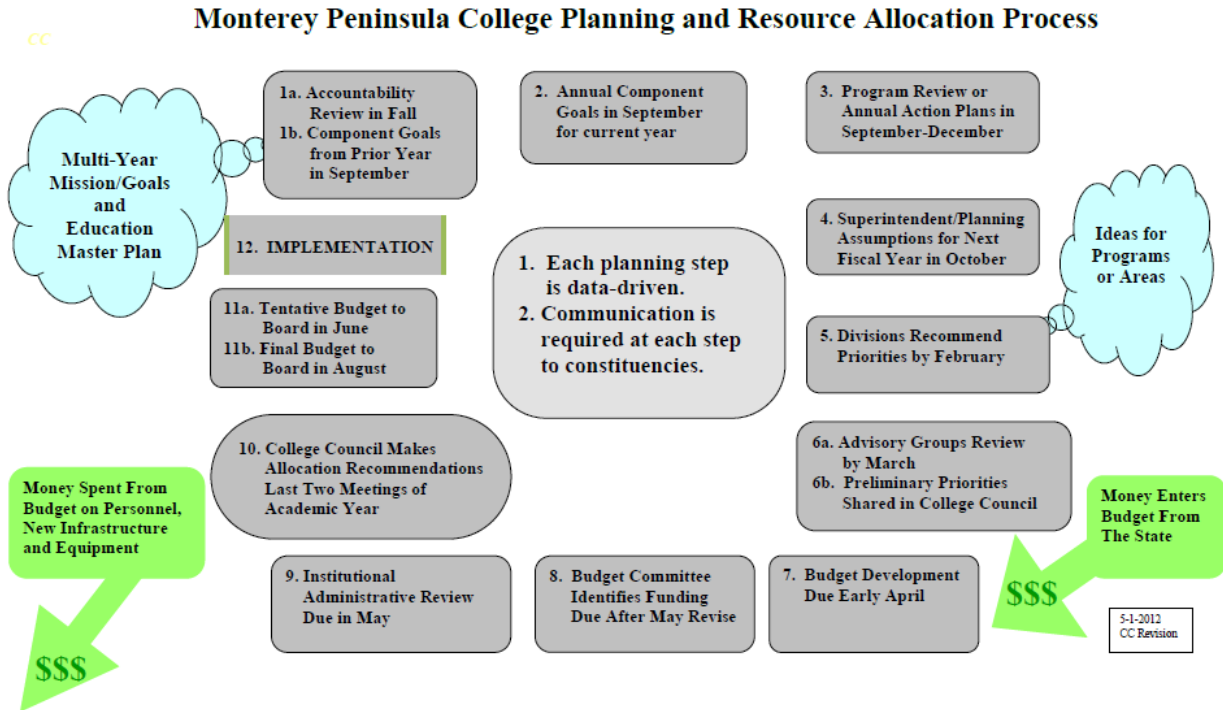 Monterey Peninsula College Planning and Resource Allocation Process
CC
Multi-Year
Mission/Goals
and
Education
Master Plan
1a. Accountability
Review in Fall
1b. Component Goals
from Prior Year
in September
2. Annual Component
Goals in September
for current year
3. Program Review or
Annual Action Plans in
September-December
4. Superintendent/Planning
Assumptions for Next
Fiscal Year in October
Ideas for
Programs
or Areas
5. Divisions Recommend
Priorities by February
6a. Advisory Groups Review
by March
6b. Preliminary Priorities
Shared in College Council
Money Enters
Budget From
The State
$$$
7. Budget Development
Due Early April
8. Budget Committee
Identifies Funding
Due After May Revise
9. Institutional
Administrative Review
Due in May
10. College Council Makes
Allocation Recommendations
Last Two Meetings of
Academic Year
11a. Tentative Budget to
Board in June
11b. Final Budget to
Board in August
12. IMPLEMENTATION
1. Each planning step
is data-driven.
2. Communication is
required at each step
to constituencies.
Money Spent From
Budget on Personnel,
New Infrastructure
and Equipment
$$$
5-1-2012
CC Revision